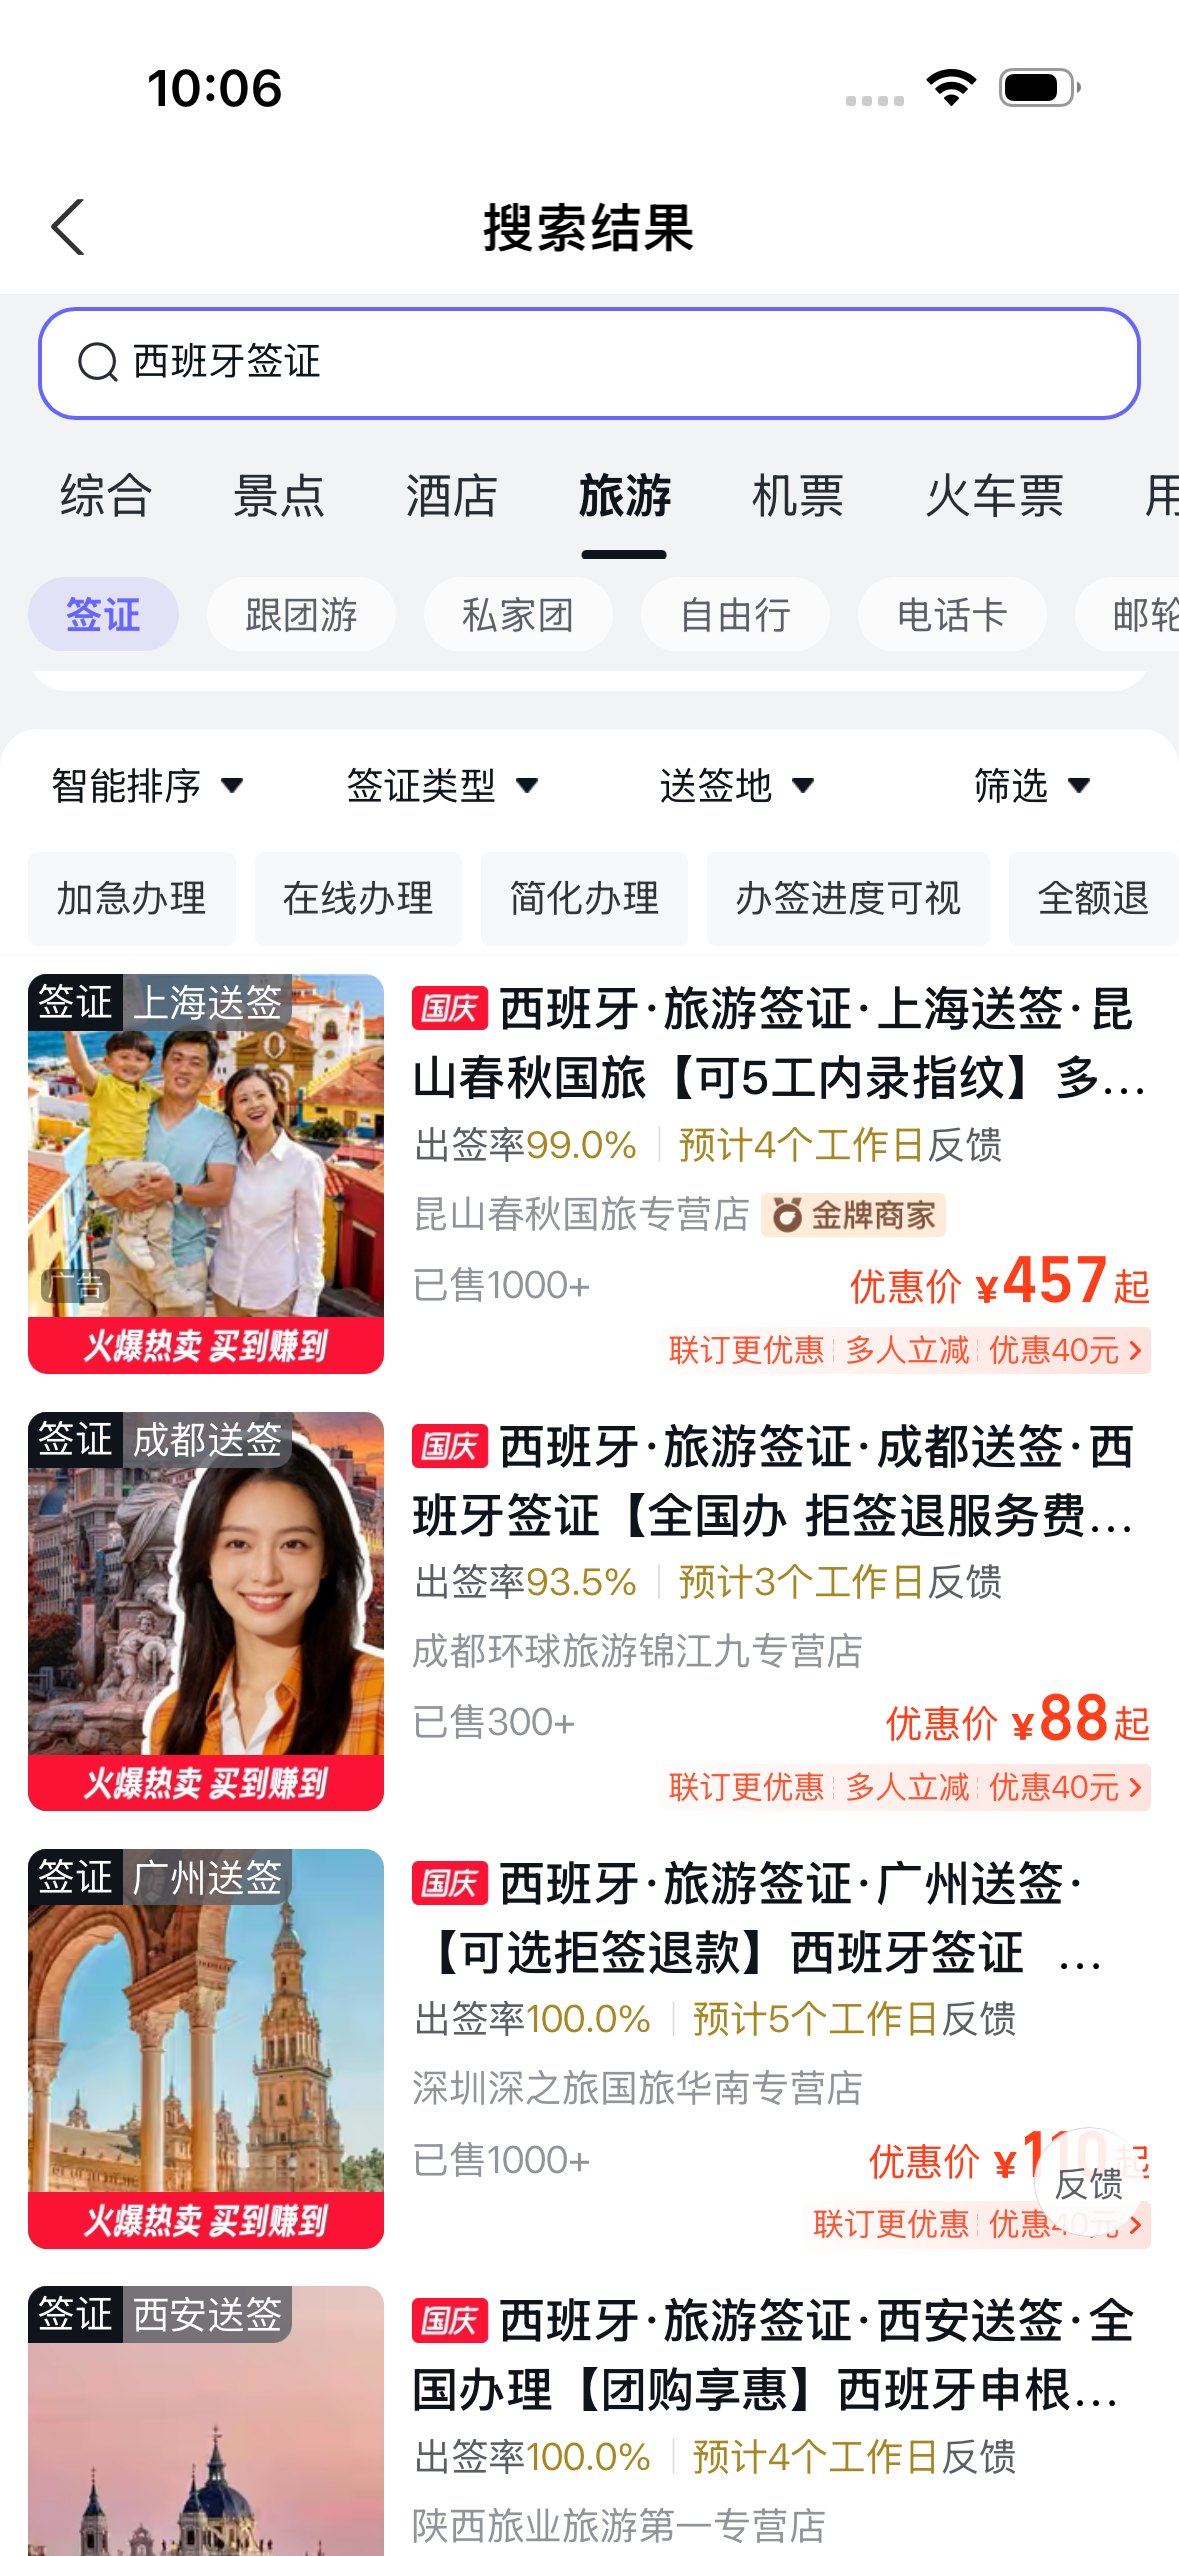 10:06
搜索结果
西班牙签证
综合 景点 酒店 旅游 机票 火车票 用
签证 跟团游 私家团 自由行 电话卡 邮轮
智能排序 签证类型 送签地 筛选
加急办理 在线办理 简化办理 办签进度可视 全额退
签证 上海送签
广告
火爆热卖 买到赚到
国庆 西班牙·旅游签证·上海送签·昆
山春秋国旅【可5工内录指纹】多...
出签率99.0% 预计4个工作日反馈
昆山春秋国旅专营店 金牌商家
已售1000+ 优惠价 ¥457起
联订更优惠 多人立减 优惠40元
签证 成都送签
火爆热卖 买到赚到
国庆 西班牙·旅游签证·成都送签·西
班牙签证【全国办 拒签退服务费...
出签率93.5% 预计3个工作日反馈
成都环球旅游锦江九专营店
已售300+ 优惠价 ¥88起
联订更优惠 多人立减 优惠40元
签证 广州送签
火爆热卖 买到赚到
国庆 西班牙·旅游签证·广州送签·
【可选拒签退款】西班牙签证 ...
出签率100.0% 预计5个工作日反馈
深圳深之旅国旅华南专营店
已售1000+ 优惠价 ¥110起
反馈
联订更优惠 优惠40元
签证 西安送签
国庆 西班牙·旅游签证·西安送签·全
国办理【团购享惠】西班牙申根...
出签率100.0% 预计4个工作日反馈
陕西旅业旅游第一专营店